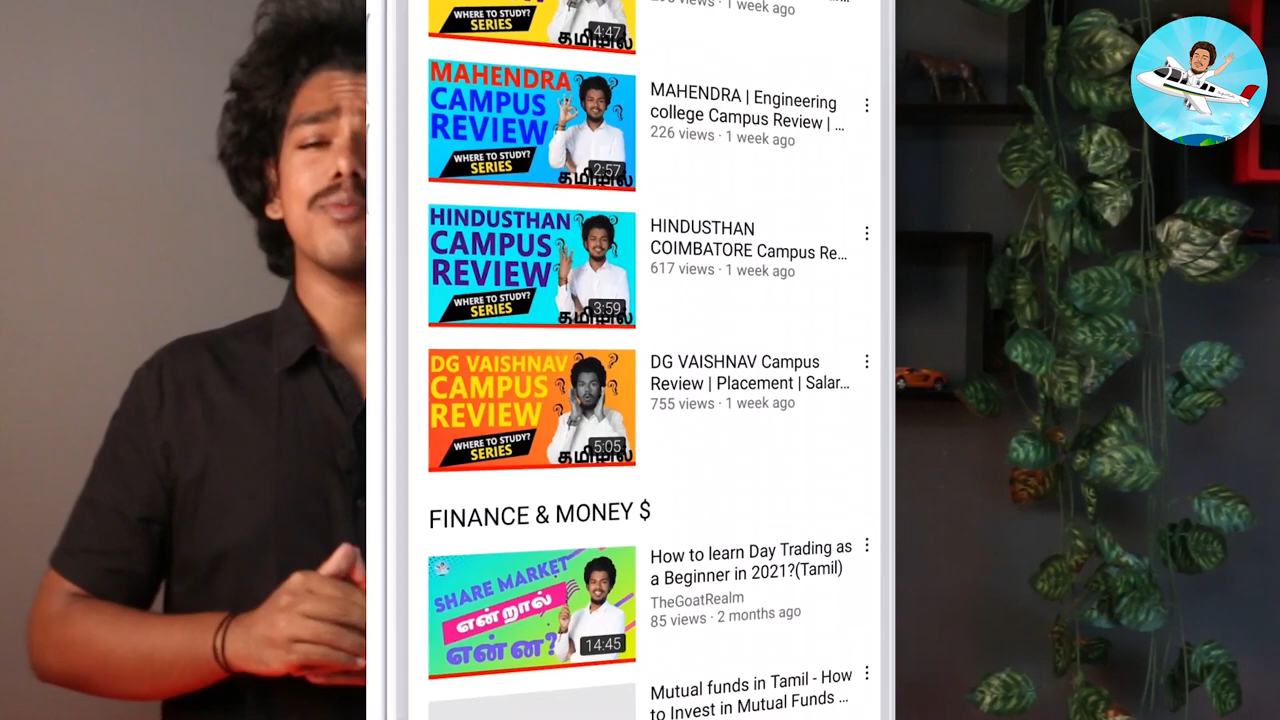 WHERE TO STUDY?
SERIES
4:47
தமிழில்
views · 1 week ago
MAHENDRA
CAMPUS
REVIEW
WHERE TO STUDY?
SERIES
2:57
தமிழில்
MAHENDRA | Engineering
college Campus Review | ...
226 views · 1 week ago
HINDUSTHAN
CAMPUS
REVIEW
WHERE TO STUDY?
SERIES
3:59
தமிழில்
HINDUSTHAN
COIMBATORE Campus Re...
617 views · 1 week ago
DG VAISHNAV
CAMPUS
REVIEW
WHERE TO STUDY?
SERIES
5:05
தமிழில்
DG VAISHNAV Campus
Review | Placement | Salar...
755 views · 1 week ago
FINANCE & MONEY $
SHARE MARKET
என்றால்
என்ன?
14:45
How to learn Day Trading as
a Beginner in 2021?(Tamil)
TheGoatRealm
85 views · 2 months ago
Mutual funds in Tamil - How
to Invest in Mutual Funds ...